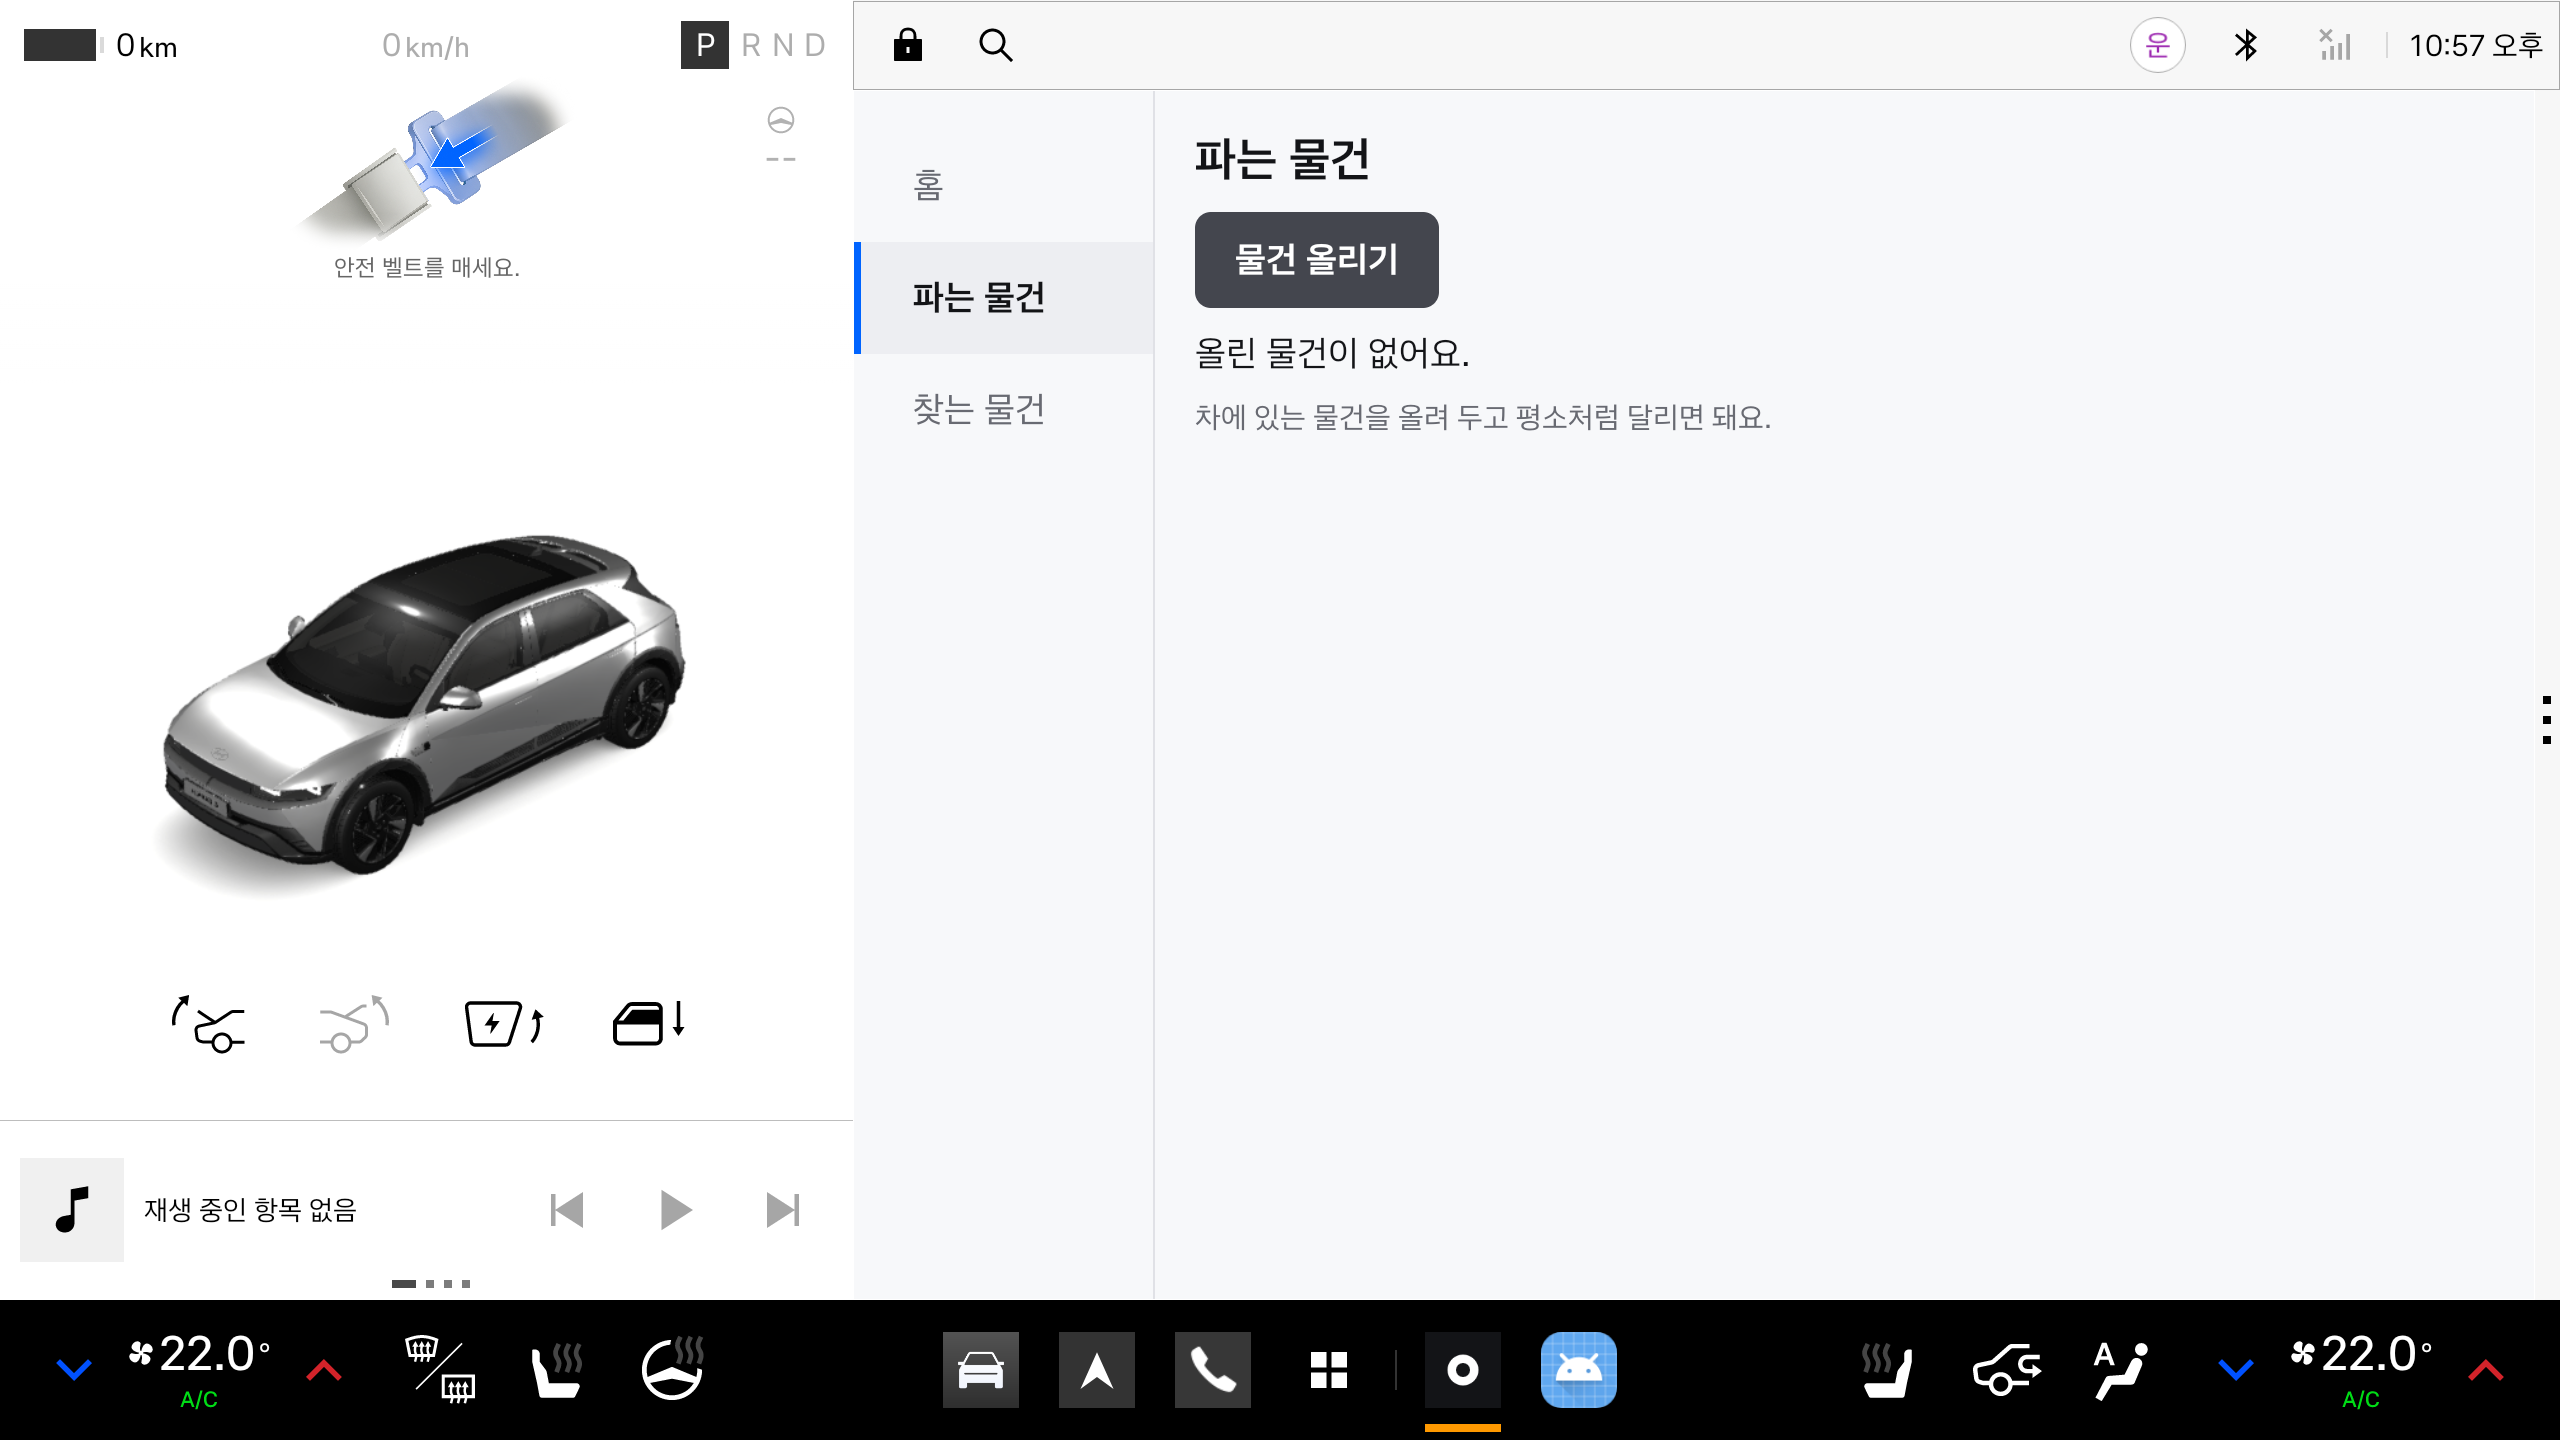 0 km
0 km/h
P R N D
안전 벨트를 매세요.
재생 중인 항목 없음
운
10:57 오후
홈
파는 물건
찾는 물건
파는 물건
물건 올리기
올린 물건이 없어요.
차에 있는 물건을 올려 두고 평소처럼 달리면 돼요.
22.0°
A/C
A
22.0°
A/C